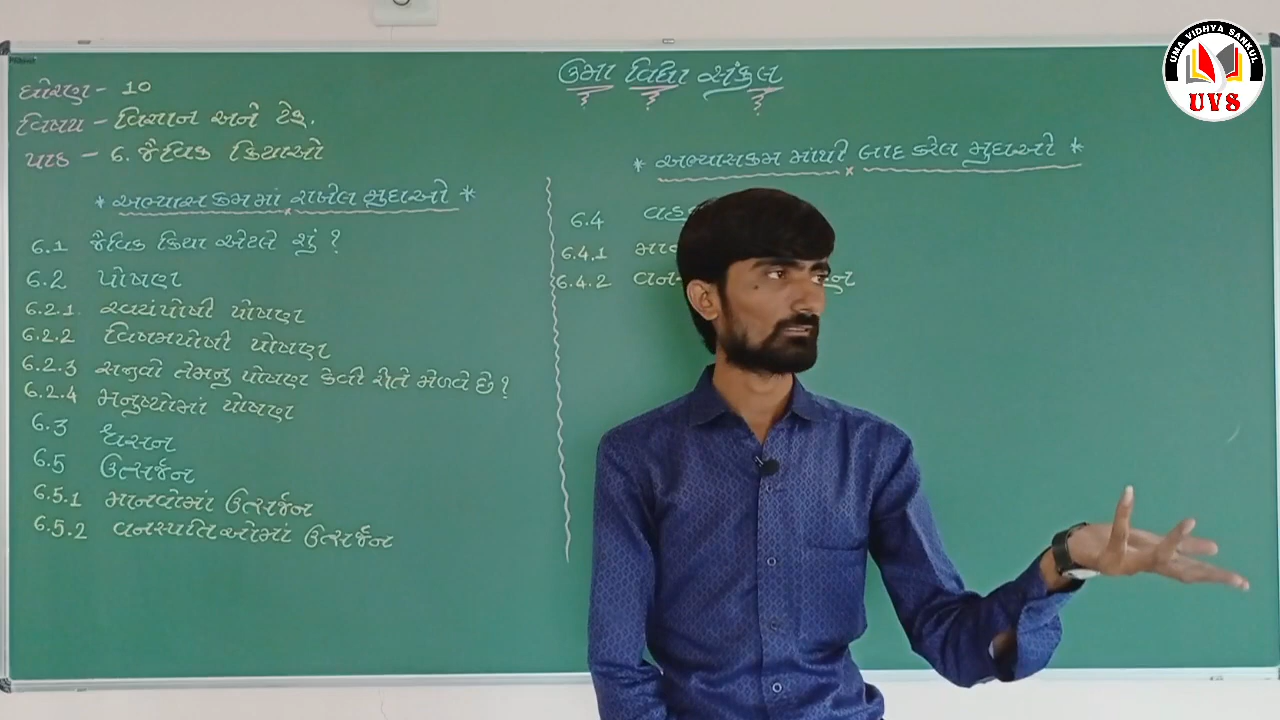 UMA VIDHYA SANKUL
UVS
ઉમા વિદ્યા સંકુલ
ધોરણ - 10
વિષય - વિજ્ઞાન અને ટેક.
પાઠ - 6. જૈવિક ક્રિયાઓ
* અભ્યાસક્રમમાં રાખેલ મુદ્દાઓ *
6.1 જૈવિક ક્રિયા એટલે શું ?
6.2 પોષણ
6.2.1 સ્વયંપોષી પોષણ
6.2.2 વિષમપોષી પોષણ
6.2.3 સજીવો તેમનુ પોષણ કેવી રીતે મેળવે છે ?
6.2.4 મનુષ્યોમાં પોષણ
6.3 શ્વસન
6.5 ઉત્સર્જન
6.5.1 માનવોમાં ઉત્સર્જન
6.5.2 વનસ્પતિઓમાં ઉત્સર્જન
* અભ્યાસક્રમ માંથી બાદ કરેલ મુદ્દાઓ *
6.4
6.4.1
6.4.2